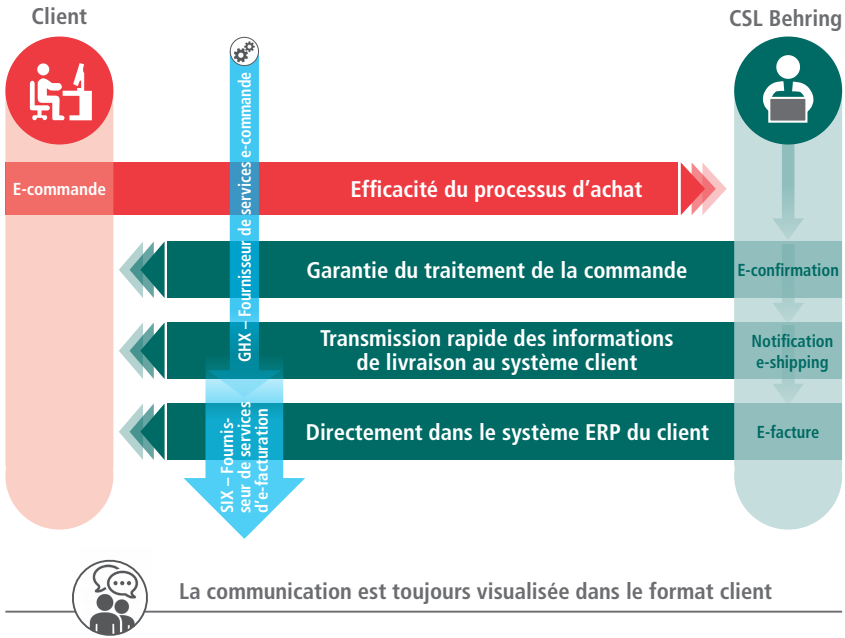 Client
CSL Behring
E-commande
Efficacité du processus d'achat
Garantie du traitement de la commande
E-confirmation
Transmission rapide des informations
de livraison au système client
Notification
e-shipping
Directement dans le système ERP du client
E-facture
GHX – Fournisseur de services e-commande
SIX – Fournis-
seur de services
d'e-facturation
La communication est toujours visualisée dans le format client